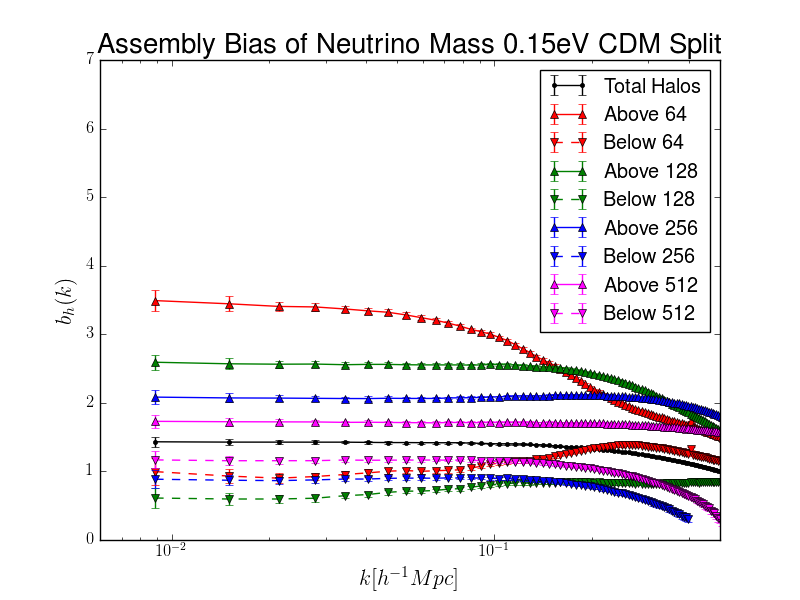 Assembly Bias of Neutrino Mass 0.15eV CDM Split
7
6
5
4
3
2
1
0
b_h(k)
Total Halos
Above 64
Below 64
Above 128
Below 128
Above 256
Below 256
Above 512
Below 512
10⁻²
10⁻¹
k[h⁻¹Mpc]